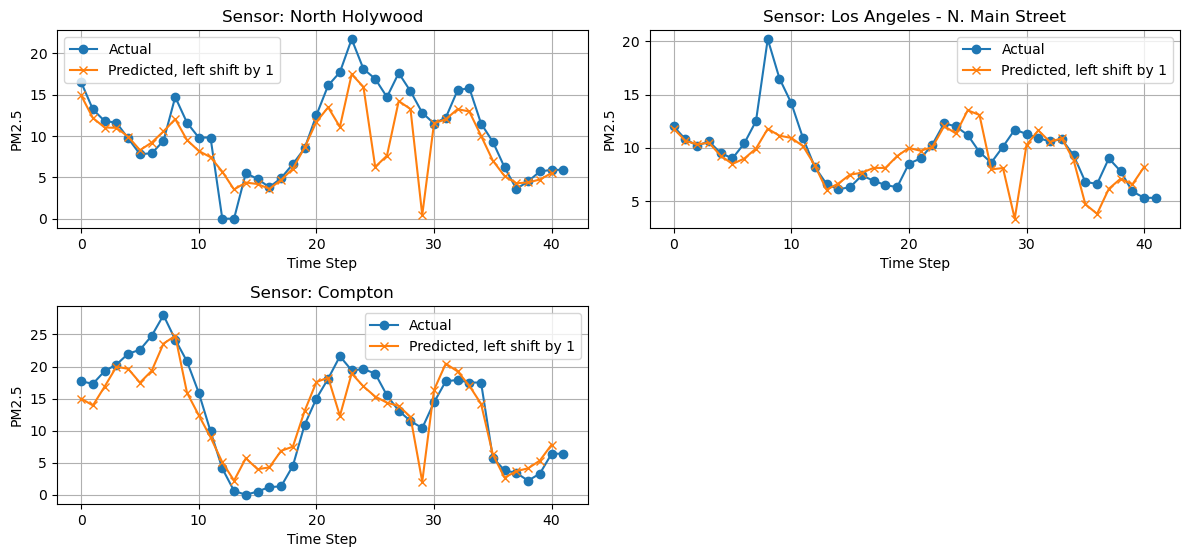 Sensor: North Holywood
Actual
Predicted, left shift by 1
PM2.5
20
15
10
5
0
0
10
20
30
40
Time Step
Sensor: Los Angeles - N. Main Street
Actual
Predicted, left shift by 1
PM2.5
20
15
10
5
0
10
20
30
40
Time Step
Sensor: Compton
Actual
Predicted, left shift by 1
PM2.5
25
20
15
10
5
0
0
10
20
30
40
Time Step